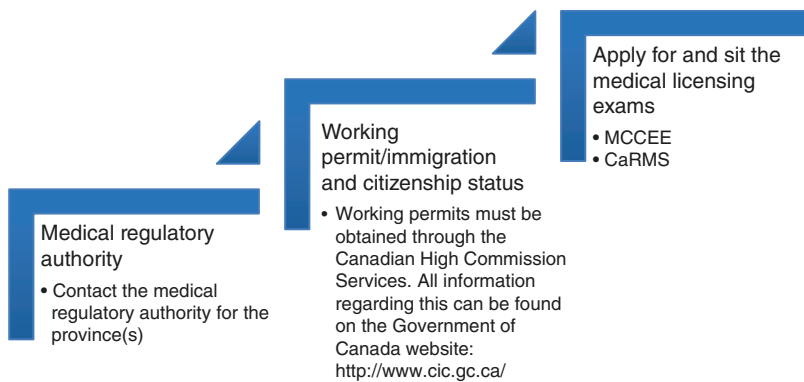 Medical regulatory
authority
• Contact the medical
regulatory authority for the
province(s)
Working
permit/immigration
and citizenship status
• Working permits must be
obtained through the
Canadian High Commission
Services. All information
regarding this can be found
on the Government of
Canada website:
http://www.cic.gc.ca/
Apply for and sit the
medical licensing
exams
• MCCEE
• CaRMS